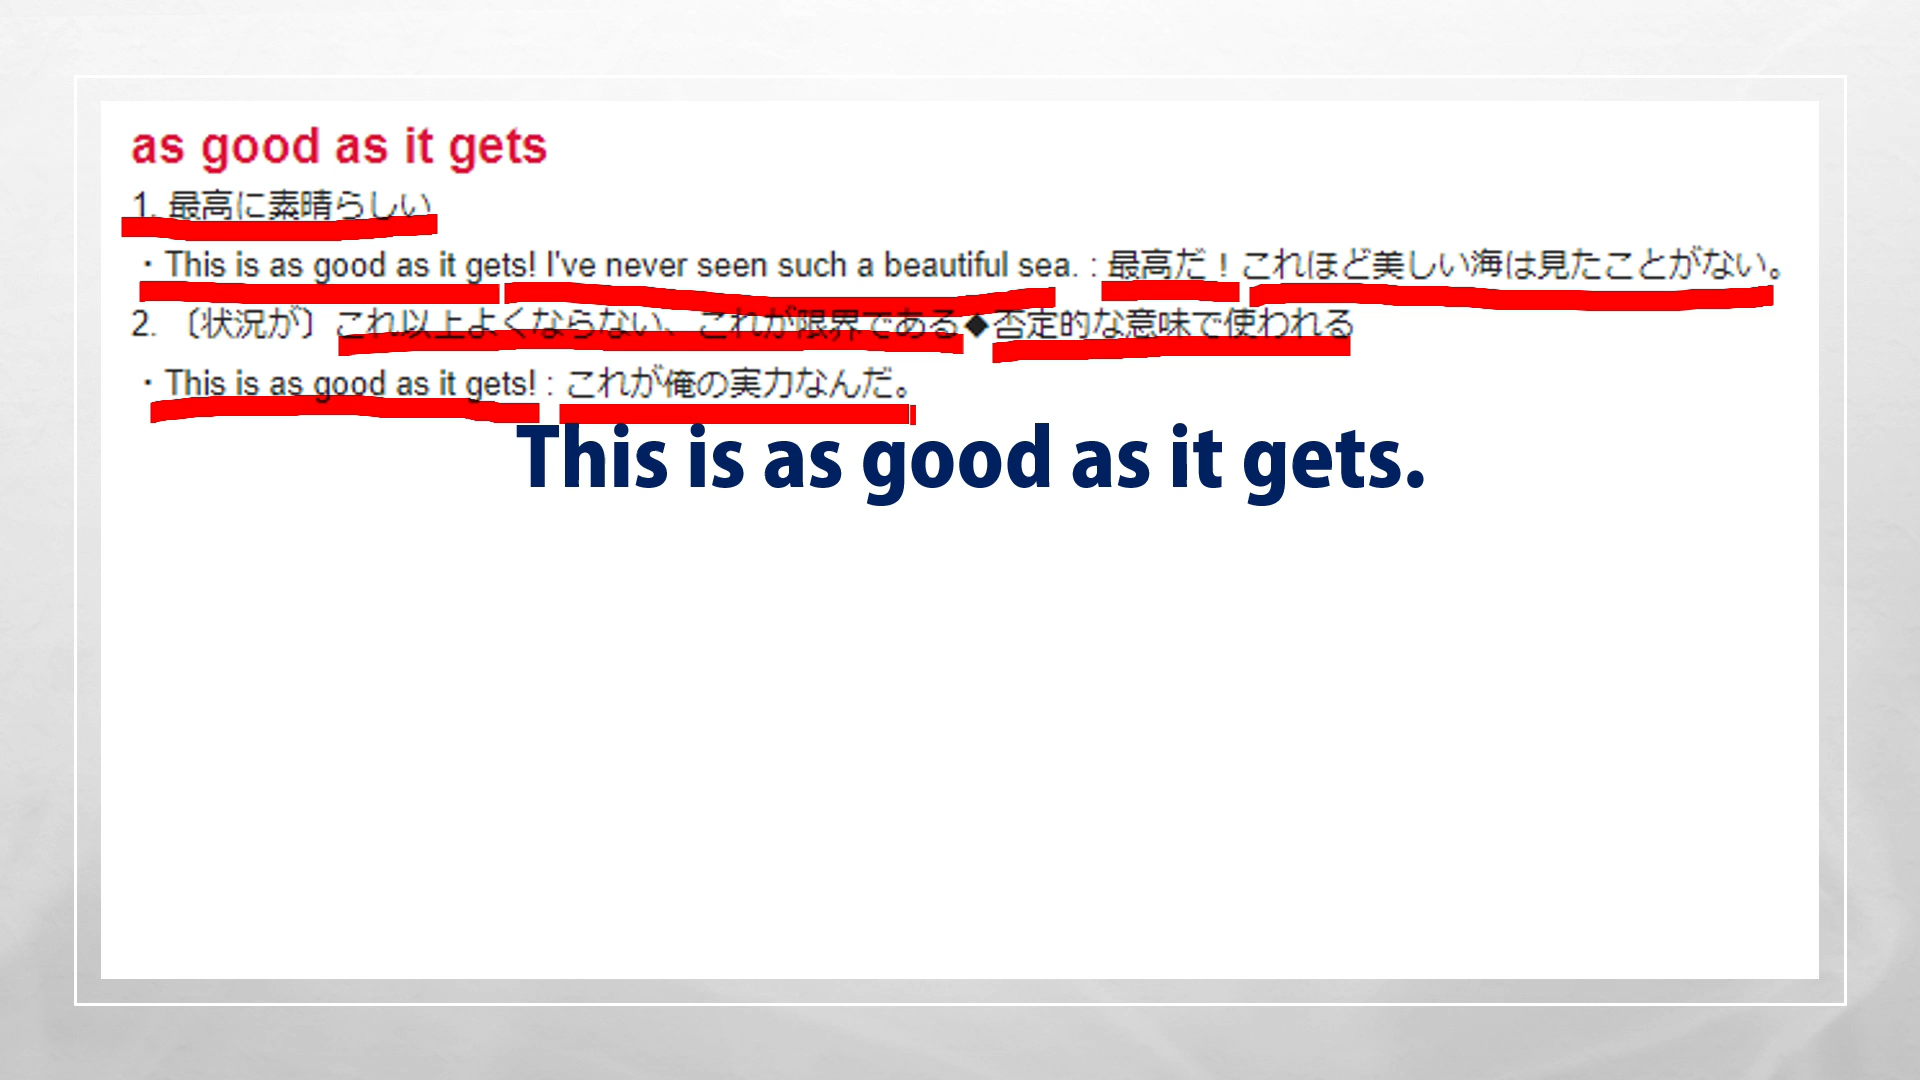 as good as it gets
1. 最高に素晴らしい
・This is as good as it gets! I've never seen such a beautiful sea. : 最高だ！これほど美しい海は見たことがない。
2. 〔状況が〕これ以上よくならない、これが限界である◆否定的な意味で使われる
・This is as good as it gets! : これが俺の実力なんだ。
This is as good as it gets.